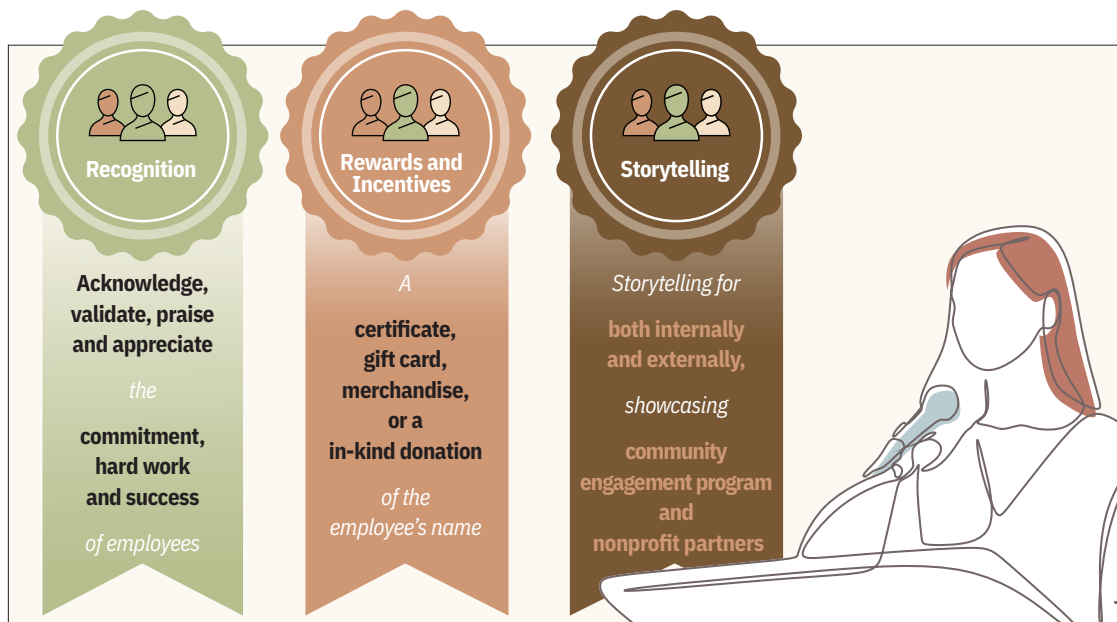 Recognition
Acknowledge,
validate, praise
and appreciate
the
commitment,
hard work
and success
of employees
Rewards and
Incentives
A
certificate,
gift card,
merchandise,
or a
in-kind donation
of the
employee's name
Storytelling
Storytelling for
both internally
and externally,
showcasing
community
engagement program
and
nonprofit partners